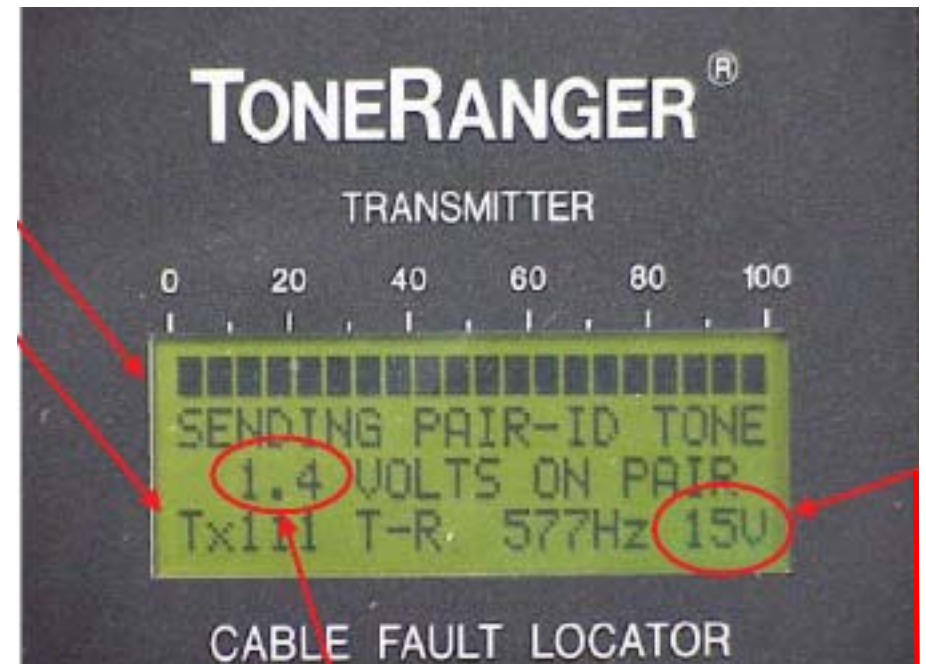 TONERANGER®
TRANSMITTER
0 20 40 60 80 100
SENDING PAIR-ID TONE
1.4 VOLTS ON PAIR
Tx111 T-R 577Hz 15V
CABLE FAULT LOCATOR